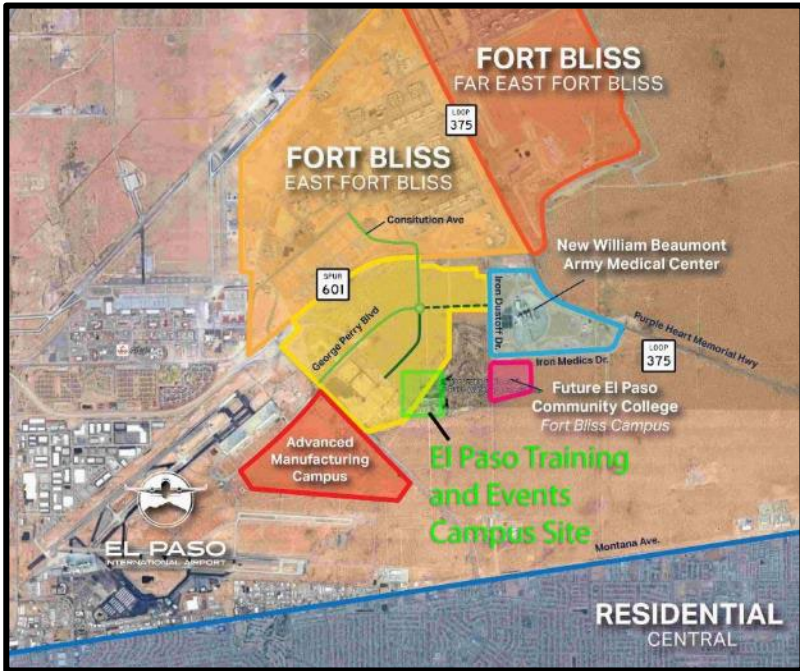 FORT BLISS
FAR EAST FORT BLISS
LOOP
375
FORT BLISS
EAST FORT BLISS
Consitution Ave
New William Beaumont
Army Medical Center
SPUR
601
Iron Dustoff Dr.
George Perry Blvd
Purple Heart Memorial Hwy
LOOP
375
Iron Medics Dr.
Future El Paso
Community College
Fort Bliss Campus
Advanced
Manufacturing
Campus
El Paso Training
and Events
Campus Site
EL PASO
INTERNATIONAL AIRPORT
Montana Ave.
RESIDENTIAL
CENTRAL